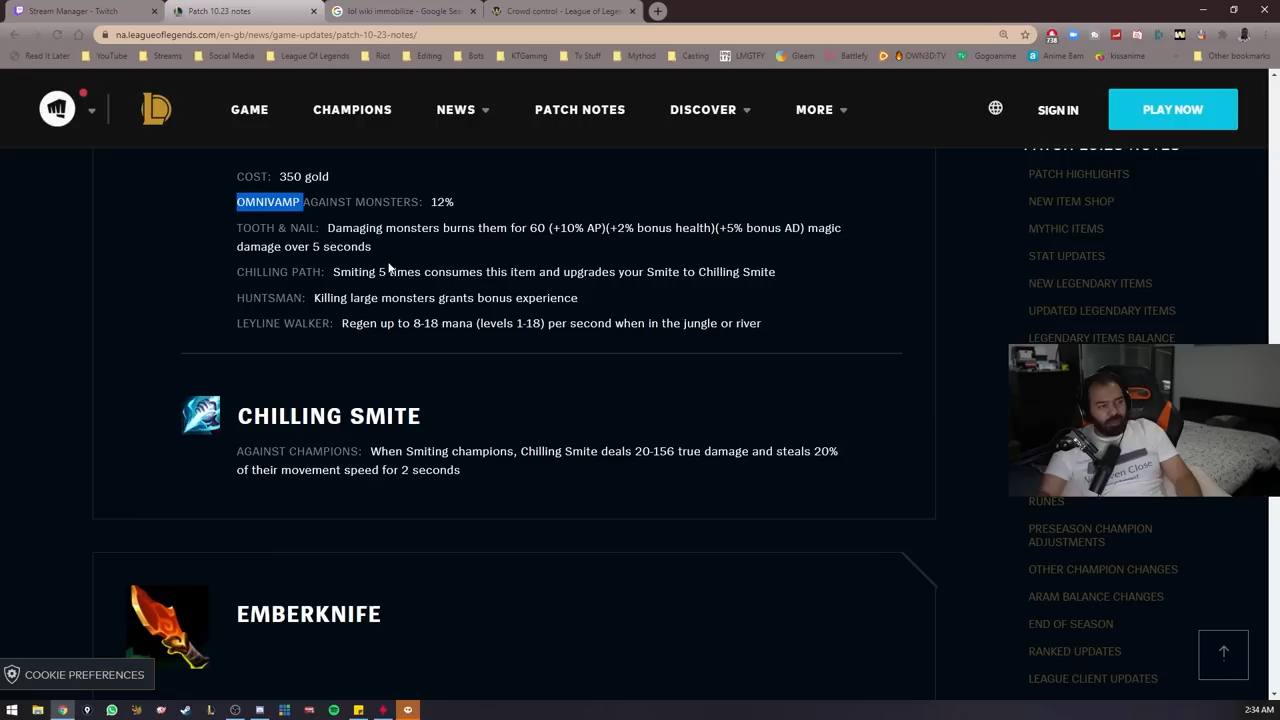 Stream Manager - Twitch
Patch 10.23 notes
lol wiki immobilize - Google Sea
Crowd control - League of Legen
na.leagueoflegends.com/en-gb/news/game-updates/patch-10-23-notes/
738
Read It Later YouTube Streams Social Media League Of Legends Riot Editing Bots KTGaming Tv Stuff Mythod Casting LMGTFY Gleam Battlefy OWN3D:TV Gogoanime Anime Bam kissanime Other bookmarks
GAME CHAMPIONS NEWS PATCH NOTES DISCOVER MORE SIGN IN PLAY NOW
COST: 350 gold
OMNIVAMP AGAINST MONSTERS: 12%
TOOTH & NAIL: Damaging monsters burns them for 60 (+10% AP)(+2% bonus health)(+5% bonus AD) magic
damage over 5 seconds
CHILLING PATH: Smiting 5 times consumes this item and upgrades your Smite to Chilling Smite
HUNTSMAN: Killing large monsters grants bonus experience
LEYLINE WALKER: Regen up to 8-18 mana (levels 1-18) per second when in the jungle or river
CHILLING SMITE
AGAINST CHAMPIONS: When Smiting champions, Chilling Smite deals 20-156 true damage and steals 20%
of their movement speed for 2 seconds
EMBERKNIFE
PATCH 10.23 NOTES
PATCH HIGHLIGHTS
NEW ITEM SHOP
MYTHIC ITEMS
STAT UPDATES
NEW LEGENDARY ITEMS
UPDATED LEGENDARY ITEMS
LEGENDARY ITEMS BALANCE
RUNES
PRESEASON CHAMPION
ADJUSTMENTS
OTHER CHAMPION CHANGES
ARAM BALANCE CHANGES
END OF SEASON
RANKED UPDATES
LEAGUE CLIENT UPDATES
COOKIE PREFERENCES
2:34 AM